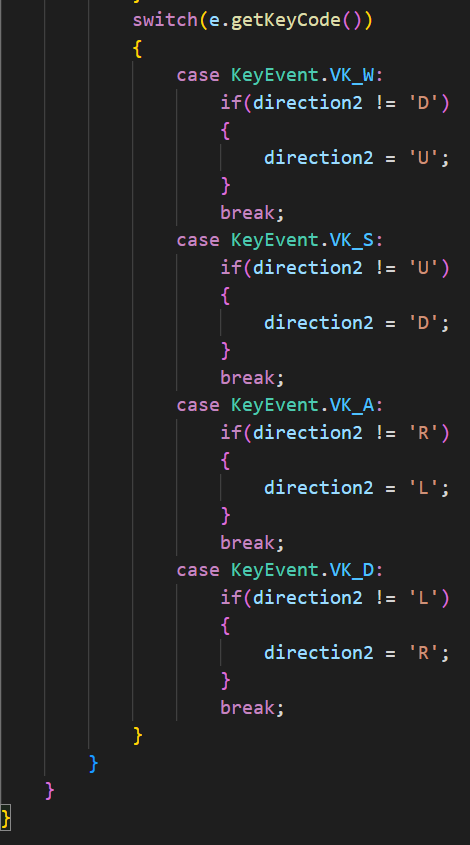 switch(e.getKeyCode())
{
case KeyEvent.VK_W:
if(direction2 != 'D')
{
direction2 = 'U';
}
break;
case KeyEvent.VK_S:
if(direction2 != 'U')
{
direction2 = 'D';
}
break;
case KeyEvent.VK_A:
if(direction2 != 'R')
{
direction2 = 'L';
}
break;
case KeyEvent.VK_D:
if(direction2 != 'L')
{
direction2 = 'R';
}
break;
}
}
}
}